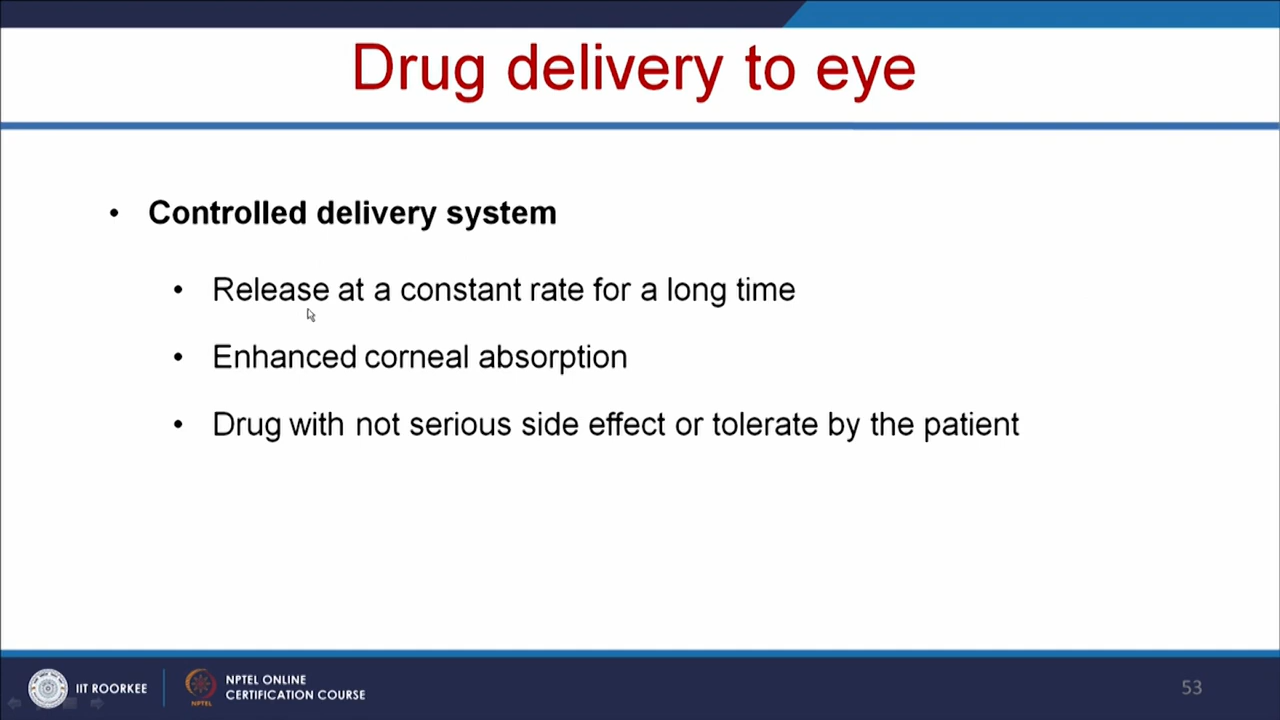 Drug delivery to eye
• Controlled delivery system
• Release at a constant rate for a long time
• Enhanced corneal absorption
• Drug with not serious side effect or tolerate by the patient
IIT ROORKEE
NPTEL
NPTEL ONLINE
CERTIFICATION COURSE
53